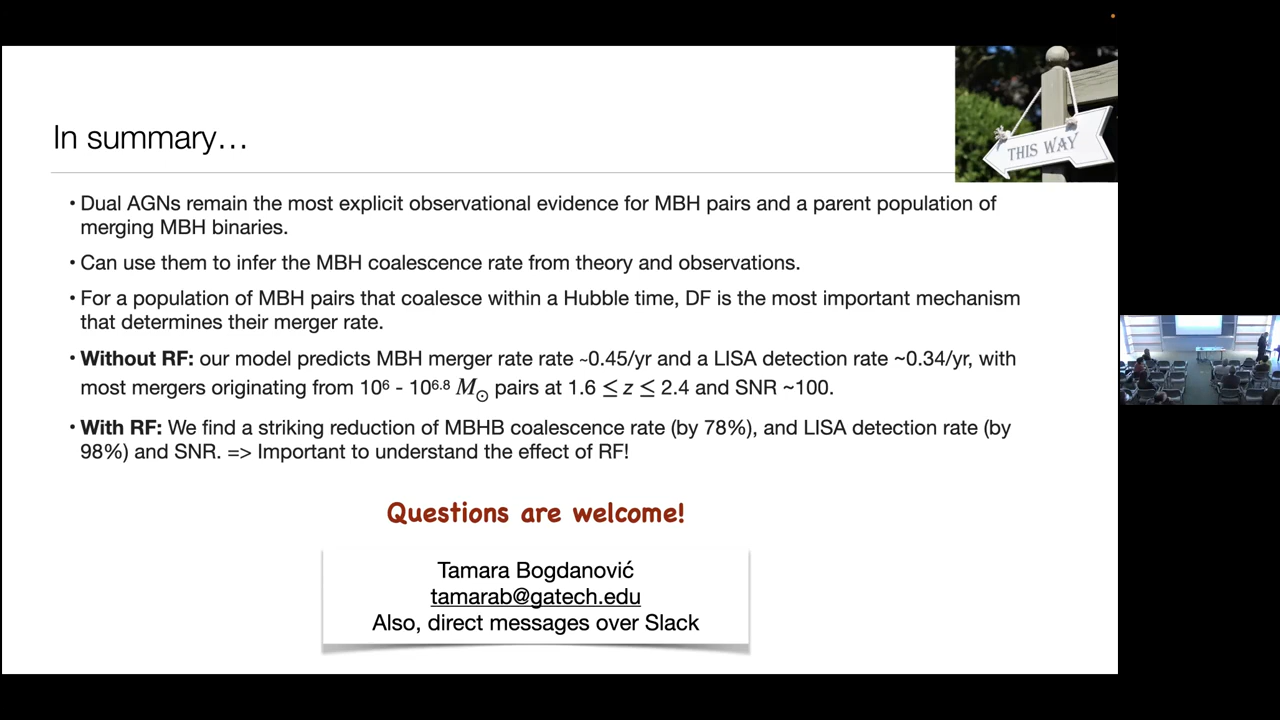 THIS WAY
In summary…
• Dual AGNs remain the most explicit observational evidence for MBH pairs and a parent population of
merging MBH binaries.
• Can use them to infer the MBH coalescence rate from theory and observations.
• For a population of MBH pairs that coalesce within a Hubble time, DF is the most important mechanism
that determines their merger rate.
• Without RF: our model predicts MBH merger rate rate ~0.45/yr and a LISA detection rate ~0.34/yr, with
most mergers originating from 10⁶ - 10⁶·⁸ M⊙ pairs at 1.6 ≤ z ≤ 2.4 and SNR ~100.
• With RF: We find a striking reduction of MBHB coalescence rate (by 78%), and LISA detection rate (by
98%) and SNR. => Important to understand the effect of RF!
Questions are welcome!
Tamara Bogdanović
tamarab@gatech.edu
Also, direct messages over Slack